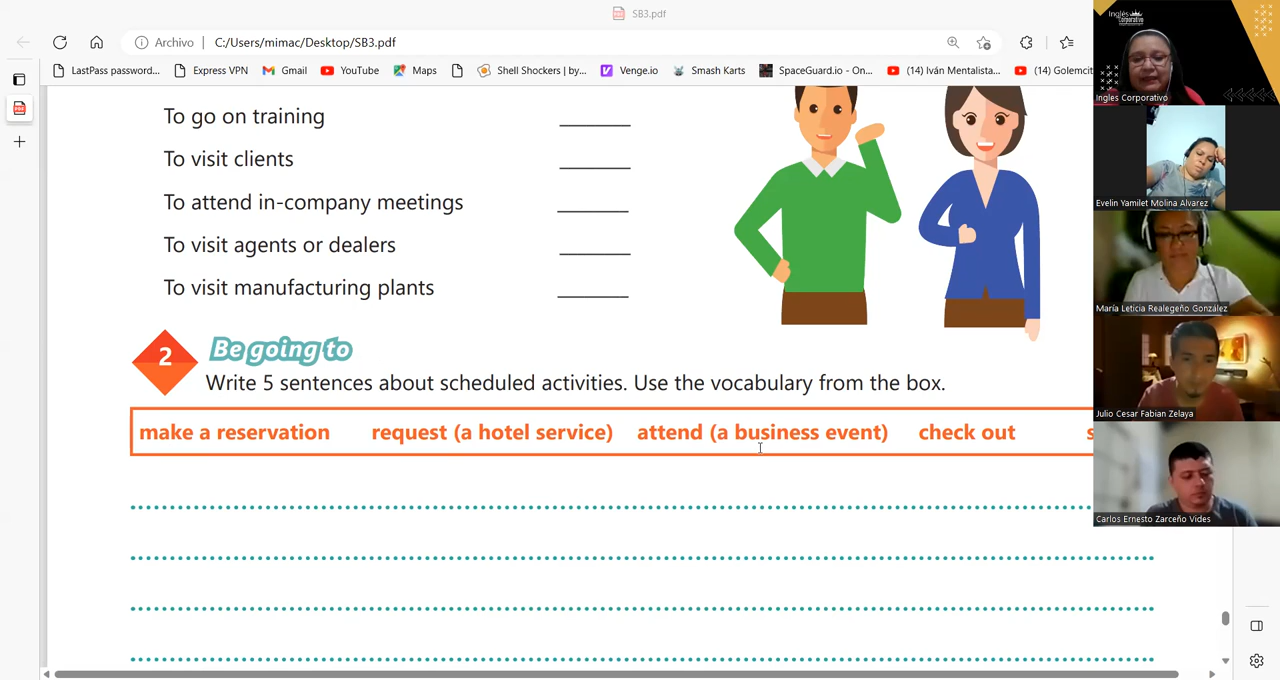 SB3.pdf
Archivo | C:/Users/mimac/Desktop/SB3.pdf
LastPass password... Express VPN Gmail YouTube Maps Shell Shockers | by... Venge.io Smash Karts SpaceGuard.io - On... (14) Iván Mentalista... (14) Golemcit
To go on training
To visit clients
To attend in-company meetings
To visit agents or dealers
To visit manufacturing plants
2
Be going to
Write 5 sentences about scheduled activities. Use the vocabulary from the box.
make a reservation request (a hotel service) attend (a business event) check out s
Inglés
Corporativo
Ingles Corporativo
Evelin Yamilet Molina Alvarez
María Leticia Realegeño González
Julio Cesar Fabian Zelaya
Carlos Ernesto Zarceño Vides